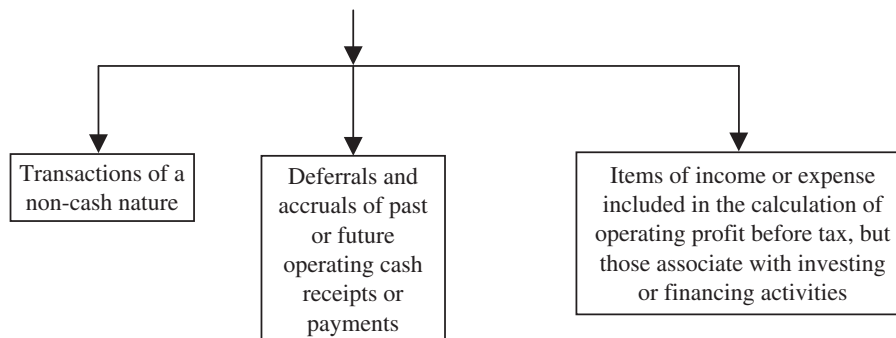 Transactions of a
non-cash nature
Deferrals and
accruals of past
or future
operating cash
receipts or
payments
Items of income or expense
included in the calculation of
operating profit before tax, but
those associate with investing
or financing activities